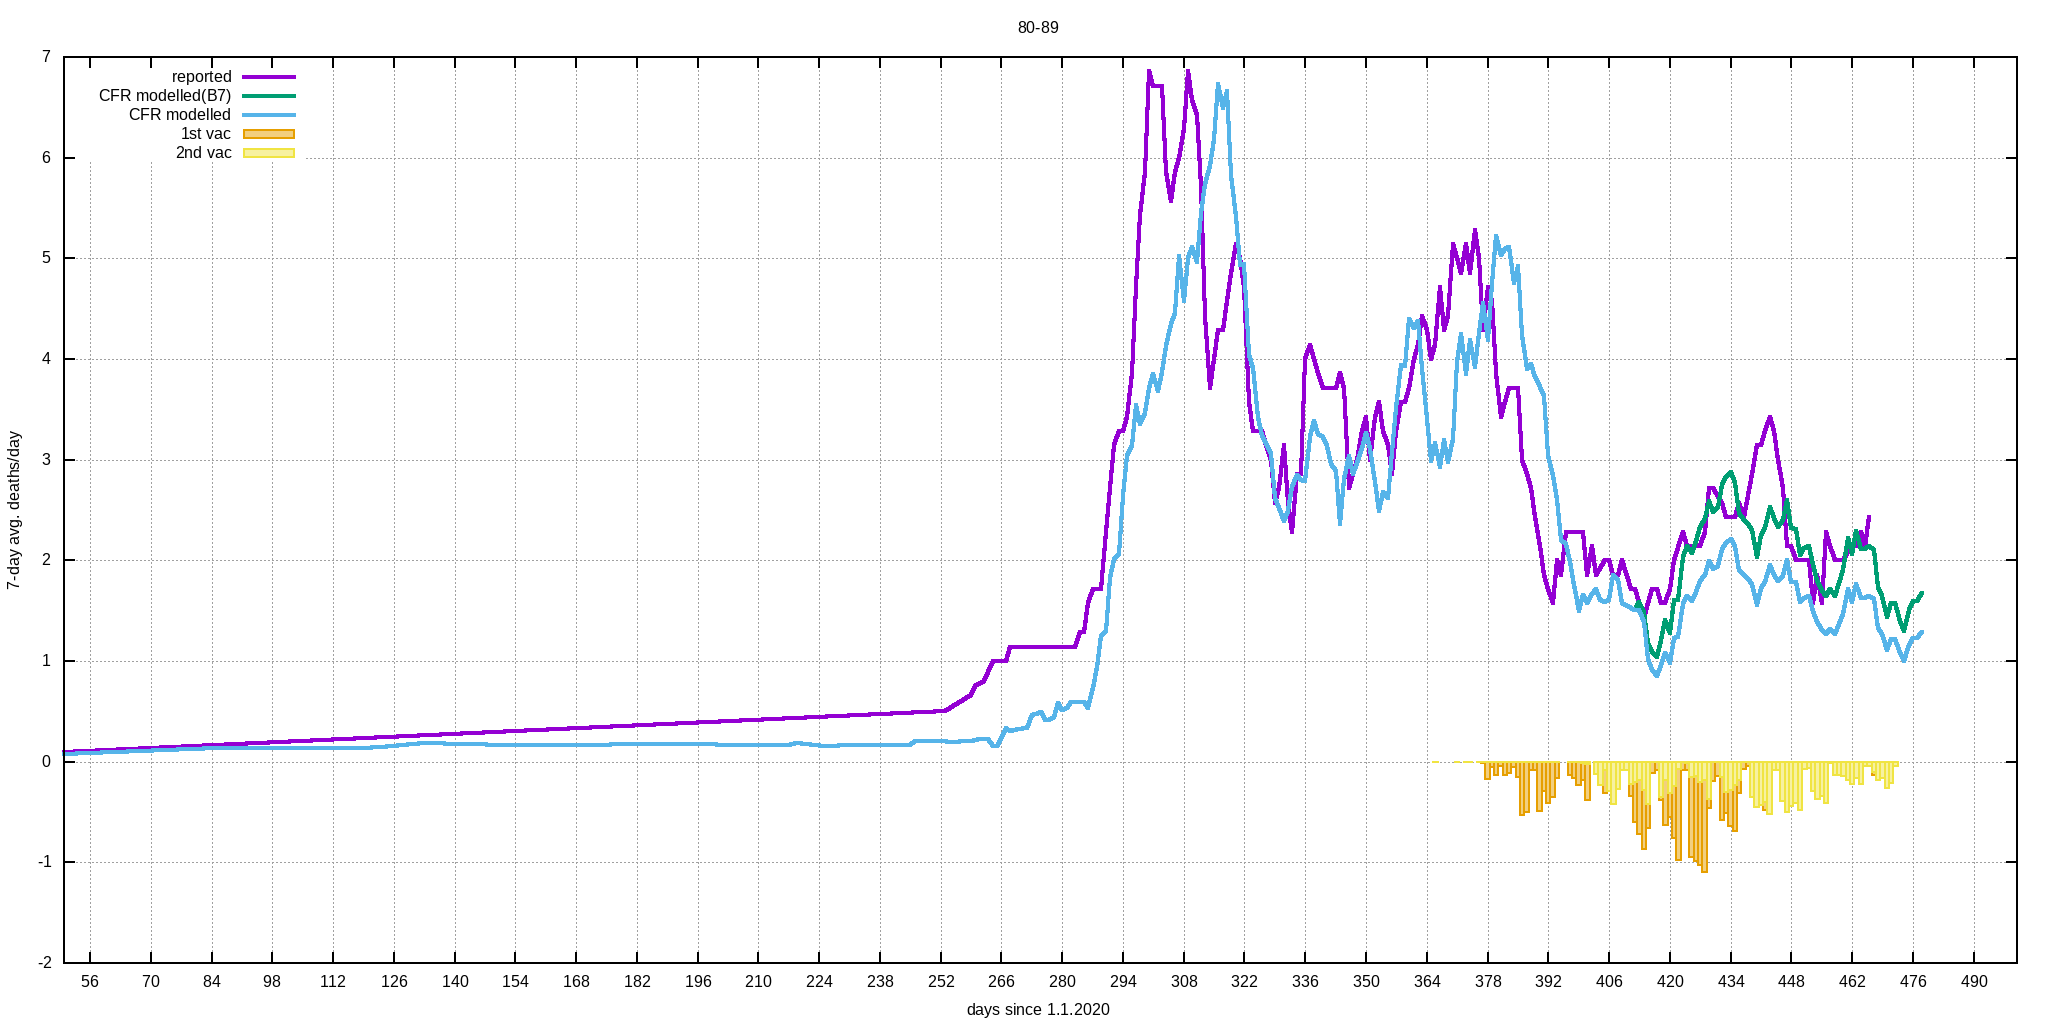 80-89
7
6
5
4
3
2
1
0
-1
-2
7-day avg. deaths/day
reported
CFR modelled(B7)
CFR modelled
1st vac
2nd vac
56 70 84 98 112 126 140 154 168 182 196 210 224 238 252 266 280 294 308 322 336 350 364 378 392 406 420 434 448 462 476 490
days since 1.1.2020